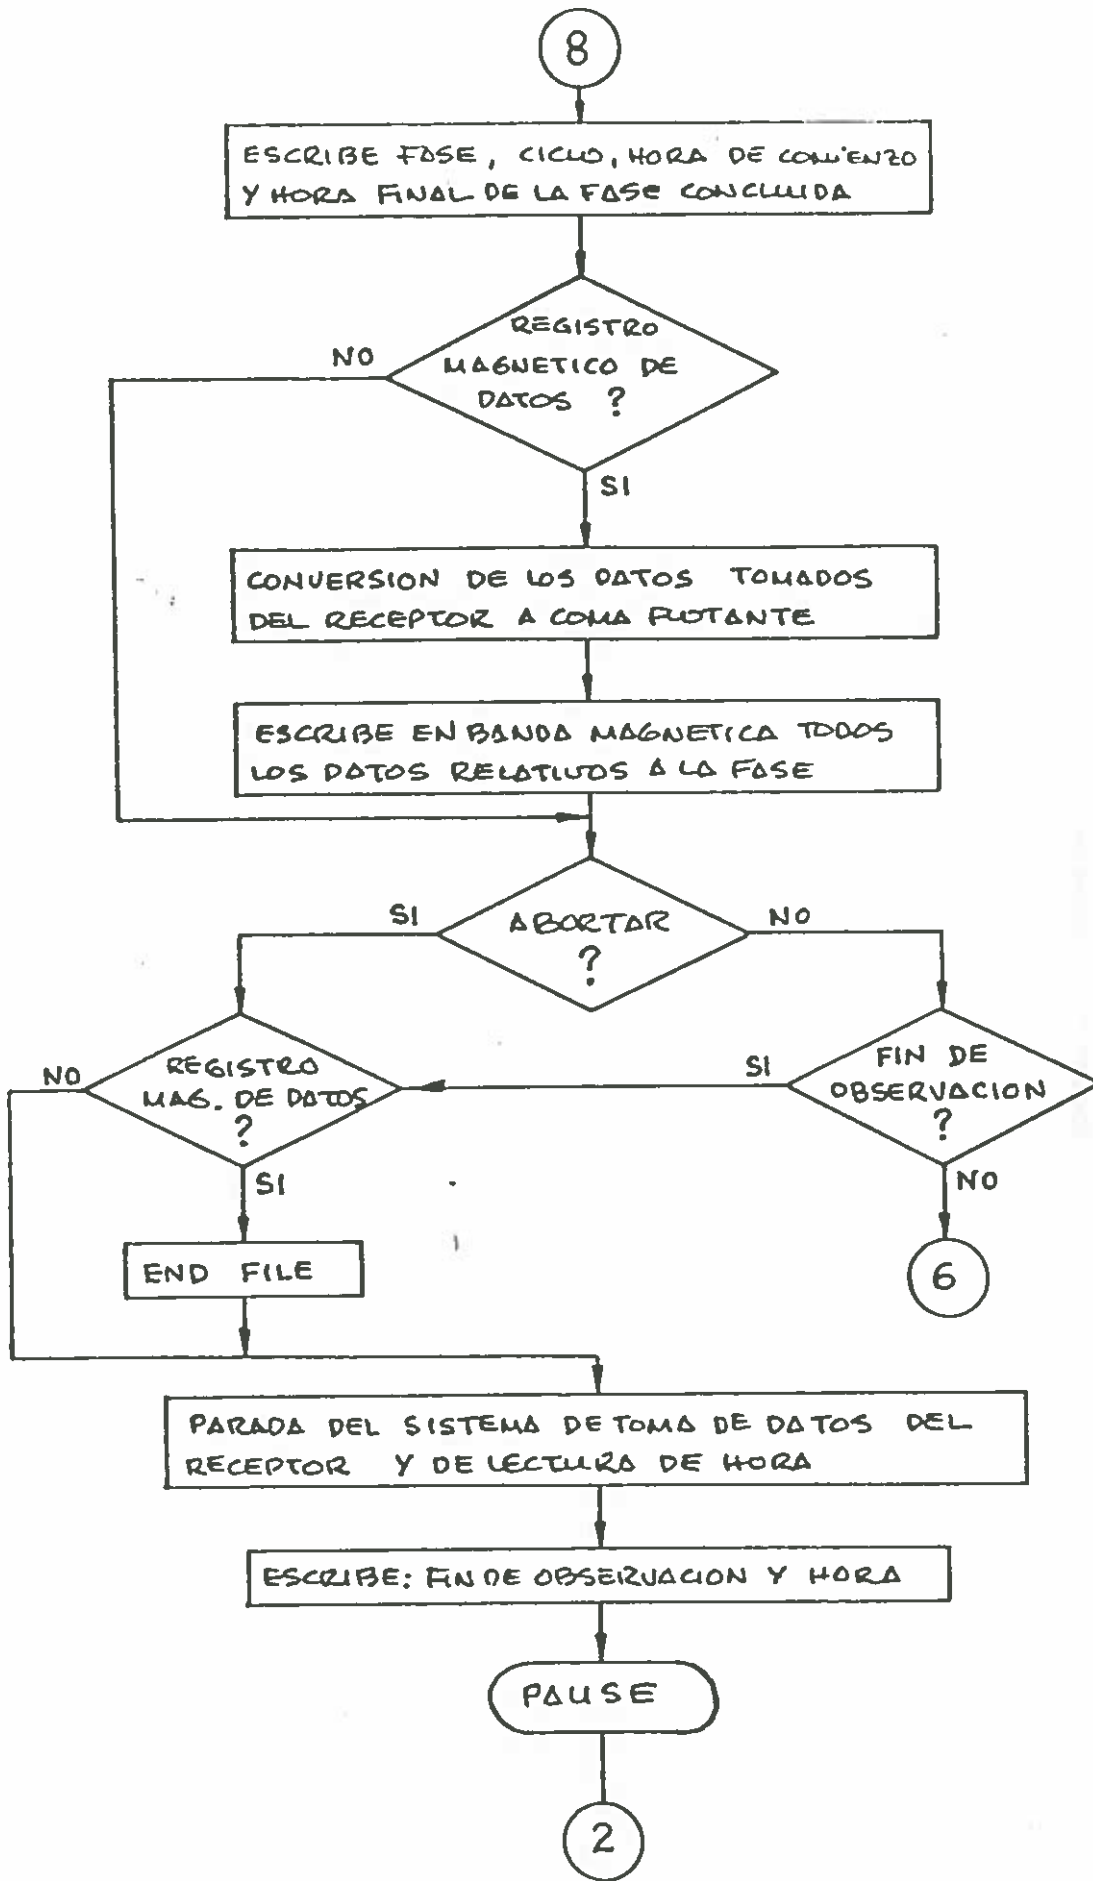 8
ESCRIBE FASE, CICLO, HORA DE COMIENZO
Y HORA FINAL DE LA FASE CONCLUIDA
REGISTRO
MAGNETICO DE
DATOS ?
NO
SI
CONVERSION DE LOS DATOS TOMADOS
DEL RECEPTOR A COMA FLOTANTE
ESCRIBE EN BANDA MAGNETICA TODOS
LOS DATOS RELATIVOS A LA FASE
SI
ABORTAR
?
NO
NO
REGISTRO
MAG. DE DATOS
?
SI
SI
FIN DE
OBSERVACION
?
NO
END FILE
6
PARADA DEL SISTEMA DE TOMA DE DATOS DEL
RECEPTOR Y DE LECTURA DE HORA
ESCRIBE: FIN DE OBSERVACION Y HORA
PAUSE
2